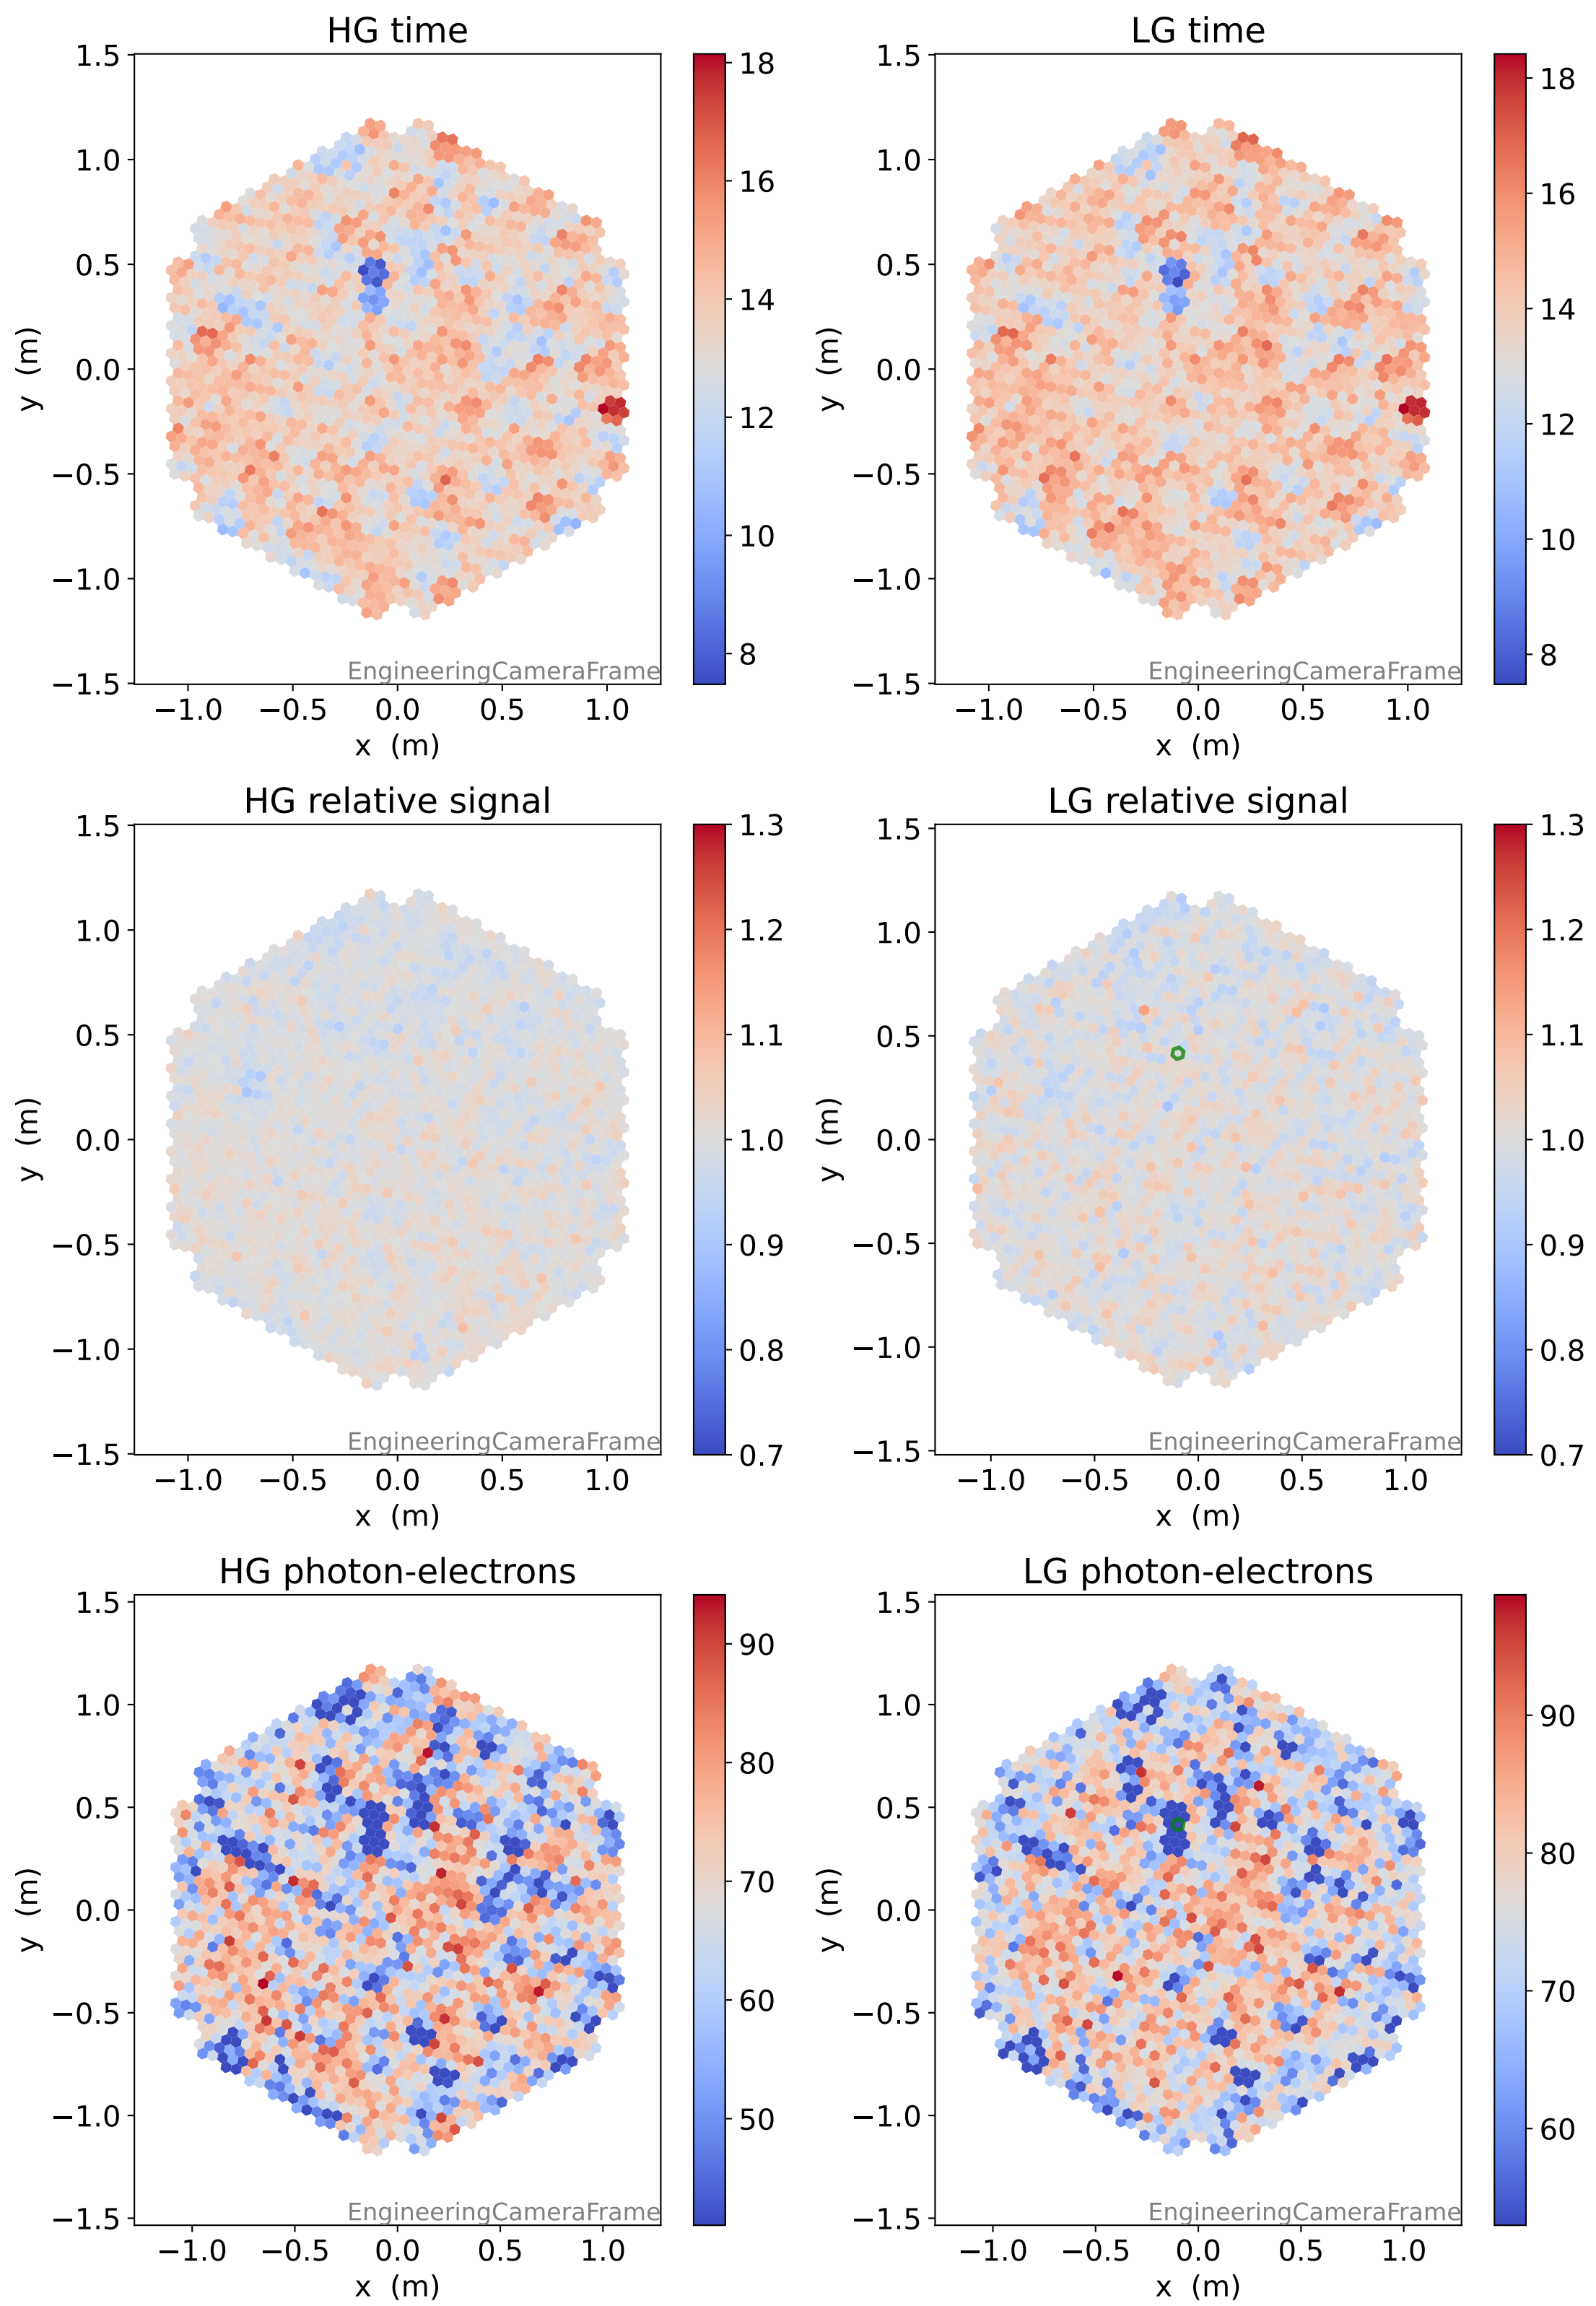 HG time
1.5
1.0
0.5
0.0
−0.5
−1.0
−1.5
y (m)
EngineeringCameraFrame
−1.0 −0.5 0.0 0.5 1.0
x (m)
18
16
14
12
10
8
LG time
1.5
1.0
0.5
0.0
−0.5
−1.0
−1.5
y (m)
EngineeringCameraFrame
−1.0 −0.5 0.0 0.5 1.0
x (m)
18
16
14
12
10
8
HG relative signal
1.5
1.0
0.5
0.0
−0.5
−1.0
−1.5
y (m)
EngineeringCameraFrame
−1.0 −0.5 0.0 0.5 1.0
x (m)
1.3
1.2
1.1
1.0
0.9
0.8
0.7
LG relative signal
1.5
1.0
0.5
0.0
−0.5
−1.0
−1.5
y (m)
EngineeringCameraFrame
−1.0 −0.5 0.0 0.5 1.0
x (m)
1.3
1.2
1.1
1.0
0.9
0.8
0.7
HG photon-electrons
1.5
1.0
0.5
0.0
−0.5
−1.0
−1.5
y (m)
EngineeringCameraFrame
−1.0 −0.5 0.0 0.5 1.0
x (m)
90
80
70
60
50
LG photon-electrons
1.5
1.0
0.5
0.0
−0.5
−1.0
−1.5
y (m)
EngineeringCameraFrame
−1.0 −0.5 0.0 0.5 1.0
x (m)
90
80
70
60